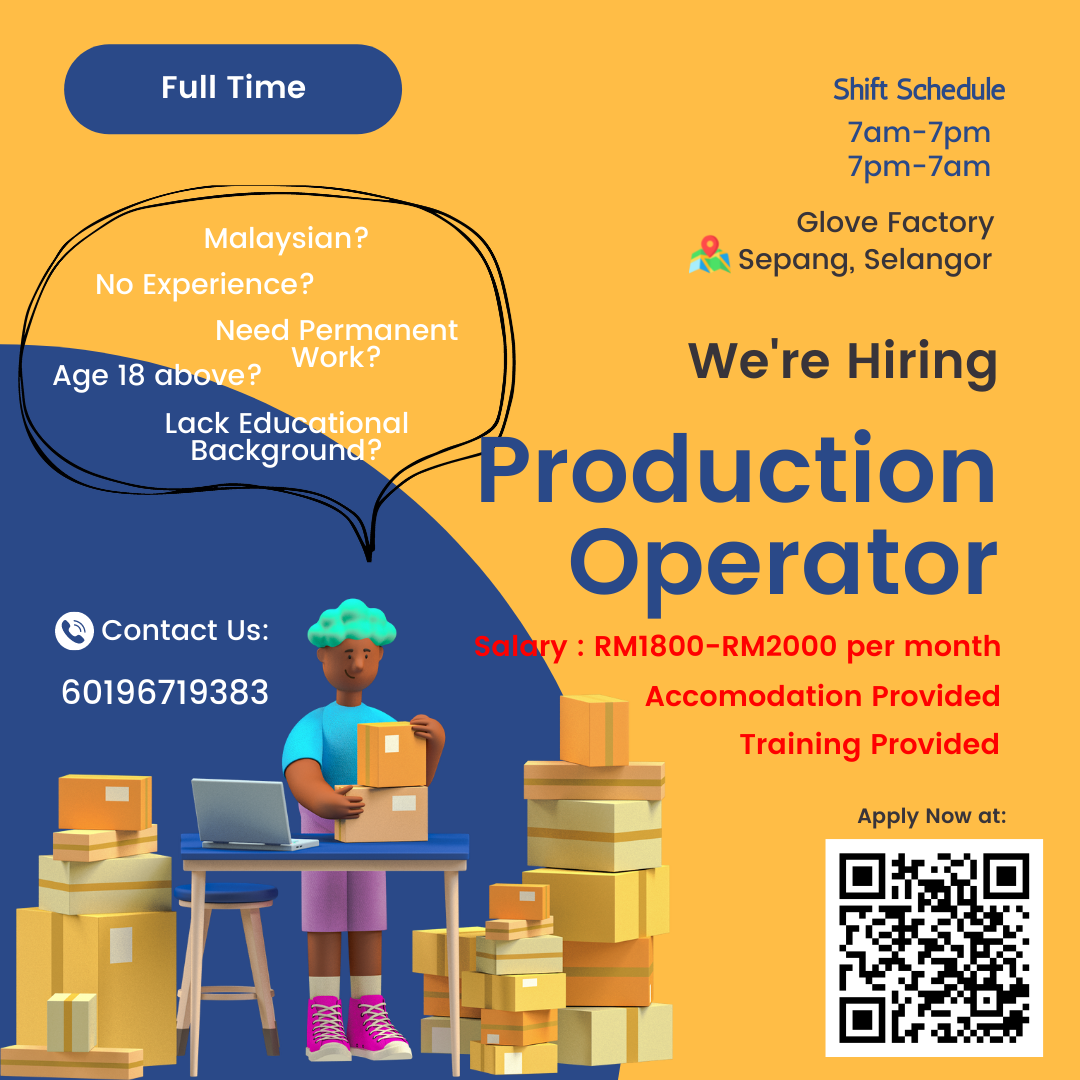 Full Time
Shift Schedule
7am-7pm
7pm-7am
Glove Factory
Sepang, Selangor
Malaysian?
No Experience?
Need Permanent
Work?
Age 18 above?
Lack Educational
Background?
We're Hiring
Production
Operator
Salary : RM1800-RM2000 per month
Accomodation Provided
Training Provided
Contact Us:
60196719383
Apply Now at: